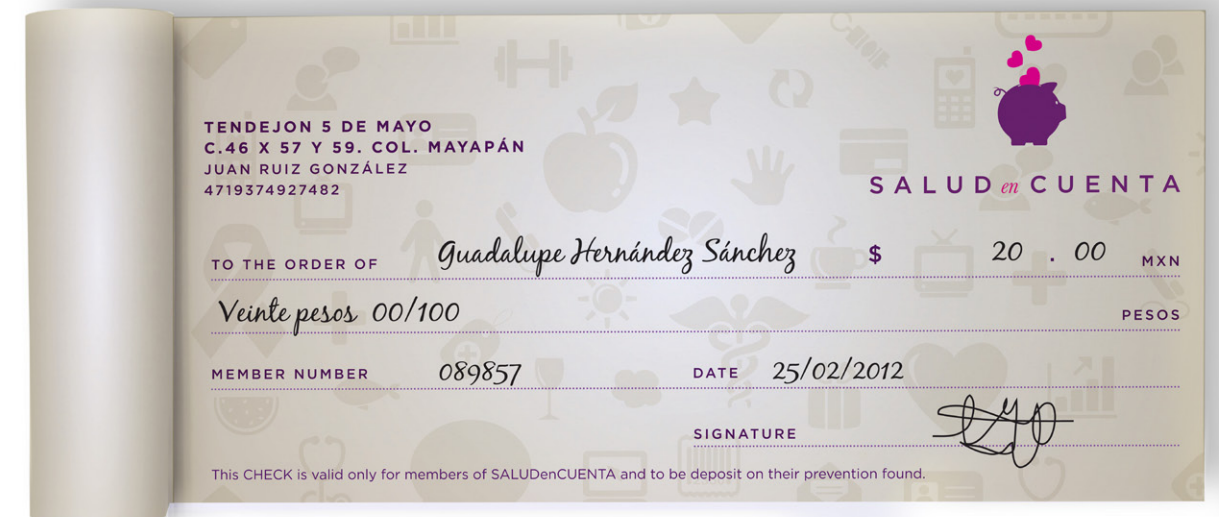 TENDEJON 5 DE MAYO
C.46 X 57 Y 59. COL. MAYAPÁN
JUAN RUIZ GONZÁLEZ
4719374927482
SALUD en CUENTA
TO THE ORDER OF Guadalupe Hernández Sánchez $ 20 . 00 MXN
Veinte pesos 00/100 PESOS
MEMBER NUMBER 089857 DATE 25/02/2012
SIGNATURE
This CHECK is valid only for members of SALUDenCUENTA and to be deposit on their prevention found.